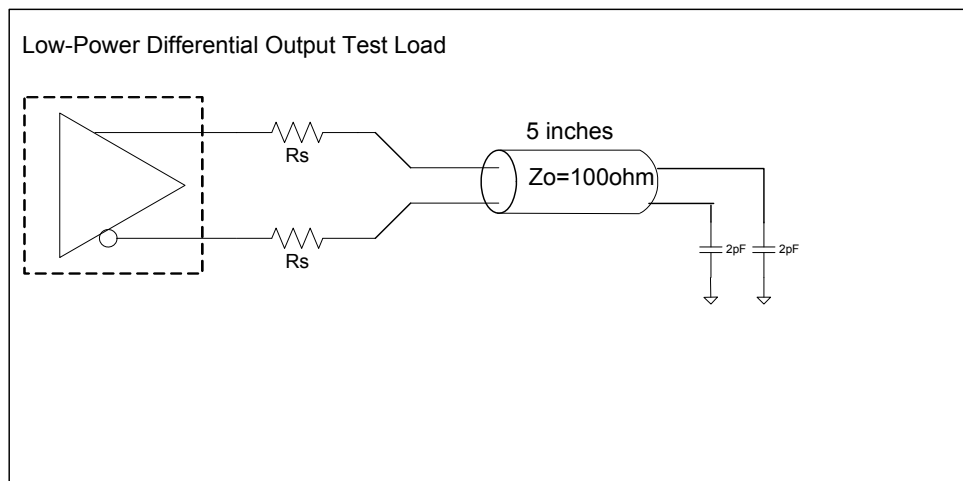 Low-Power Differential Output Test Load
Rs
5 inches
Zo=100ohm
Rs
2pF
2pF